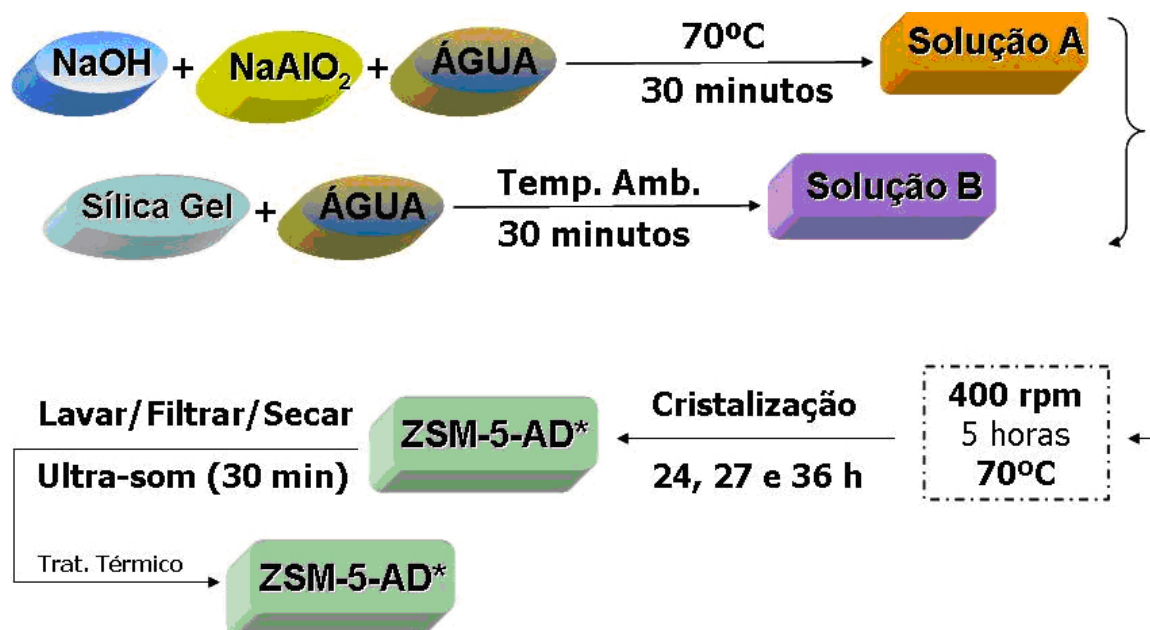 NaOH + NaAlO₂ + ÁGUA
70ºC
30 minutos
Solução A
Sílica Gel + ÁGUA
Temp. Amb.
30 minutos
Solução B
400 rpm
5 horas
70ºC
Cristalização
24, 27 e 36 h
ZSM-5-AD*
Lavar/Filtrar/Secar
Ultra-som (30 min)
Trat. Térmico
ZSM-5-AD*